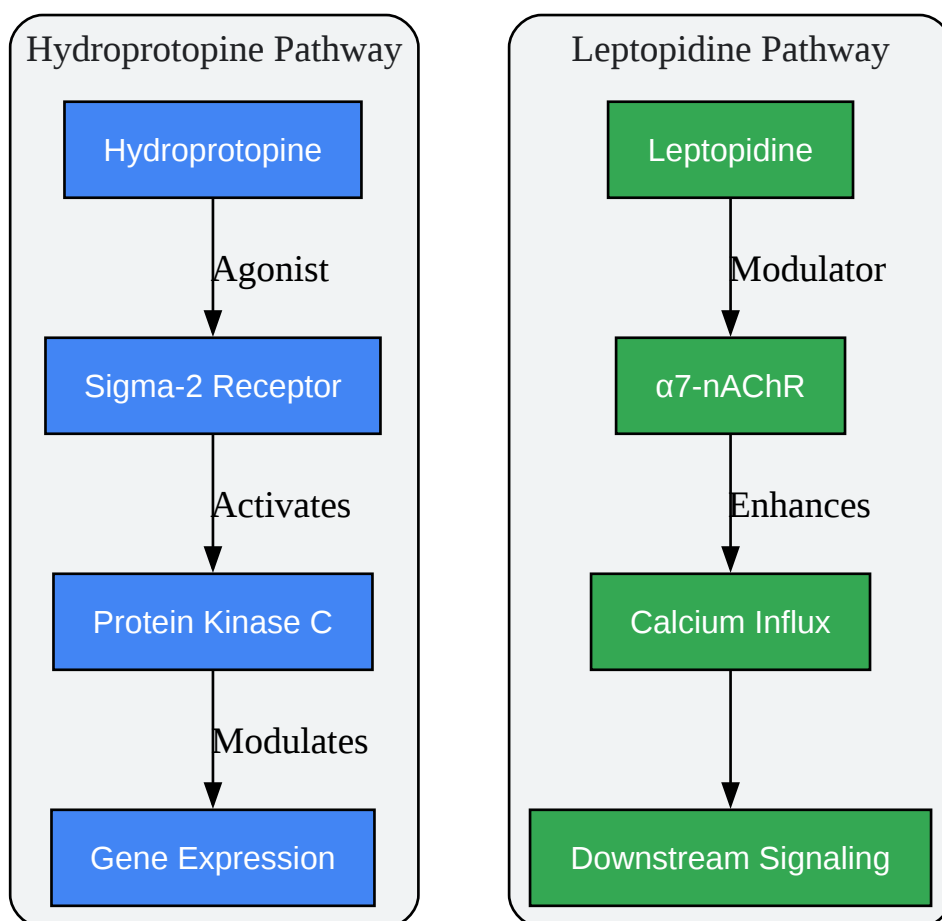 Hydroprotopine Pathway
Hydroprotopine
Agonist
Sigma-2 Receptor
Activates
Protein Kinase C
Modulates
Gene Expression
Leptopidine Pathway
Leptopidine
Modulator
α7-nAChR
Enhances
Calcium Influx
Downstream Signaling